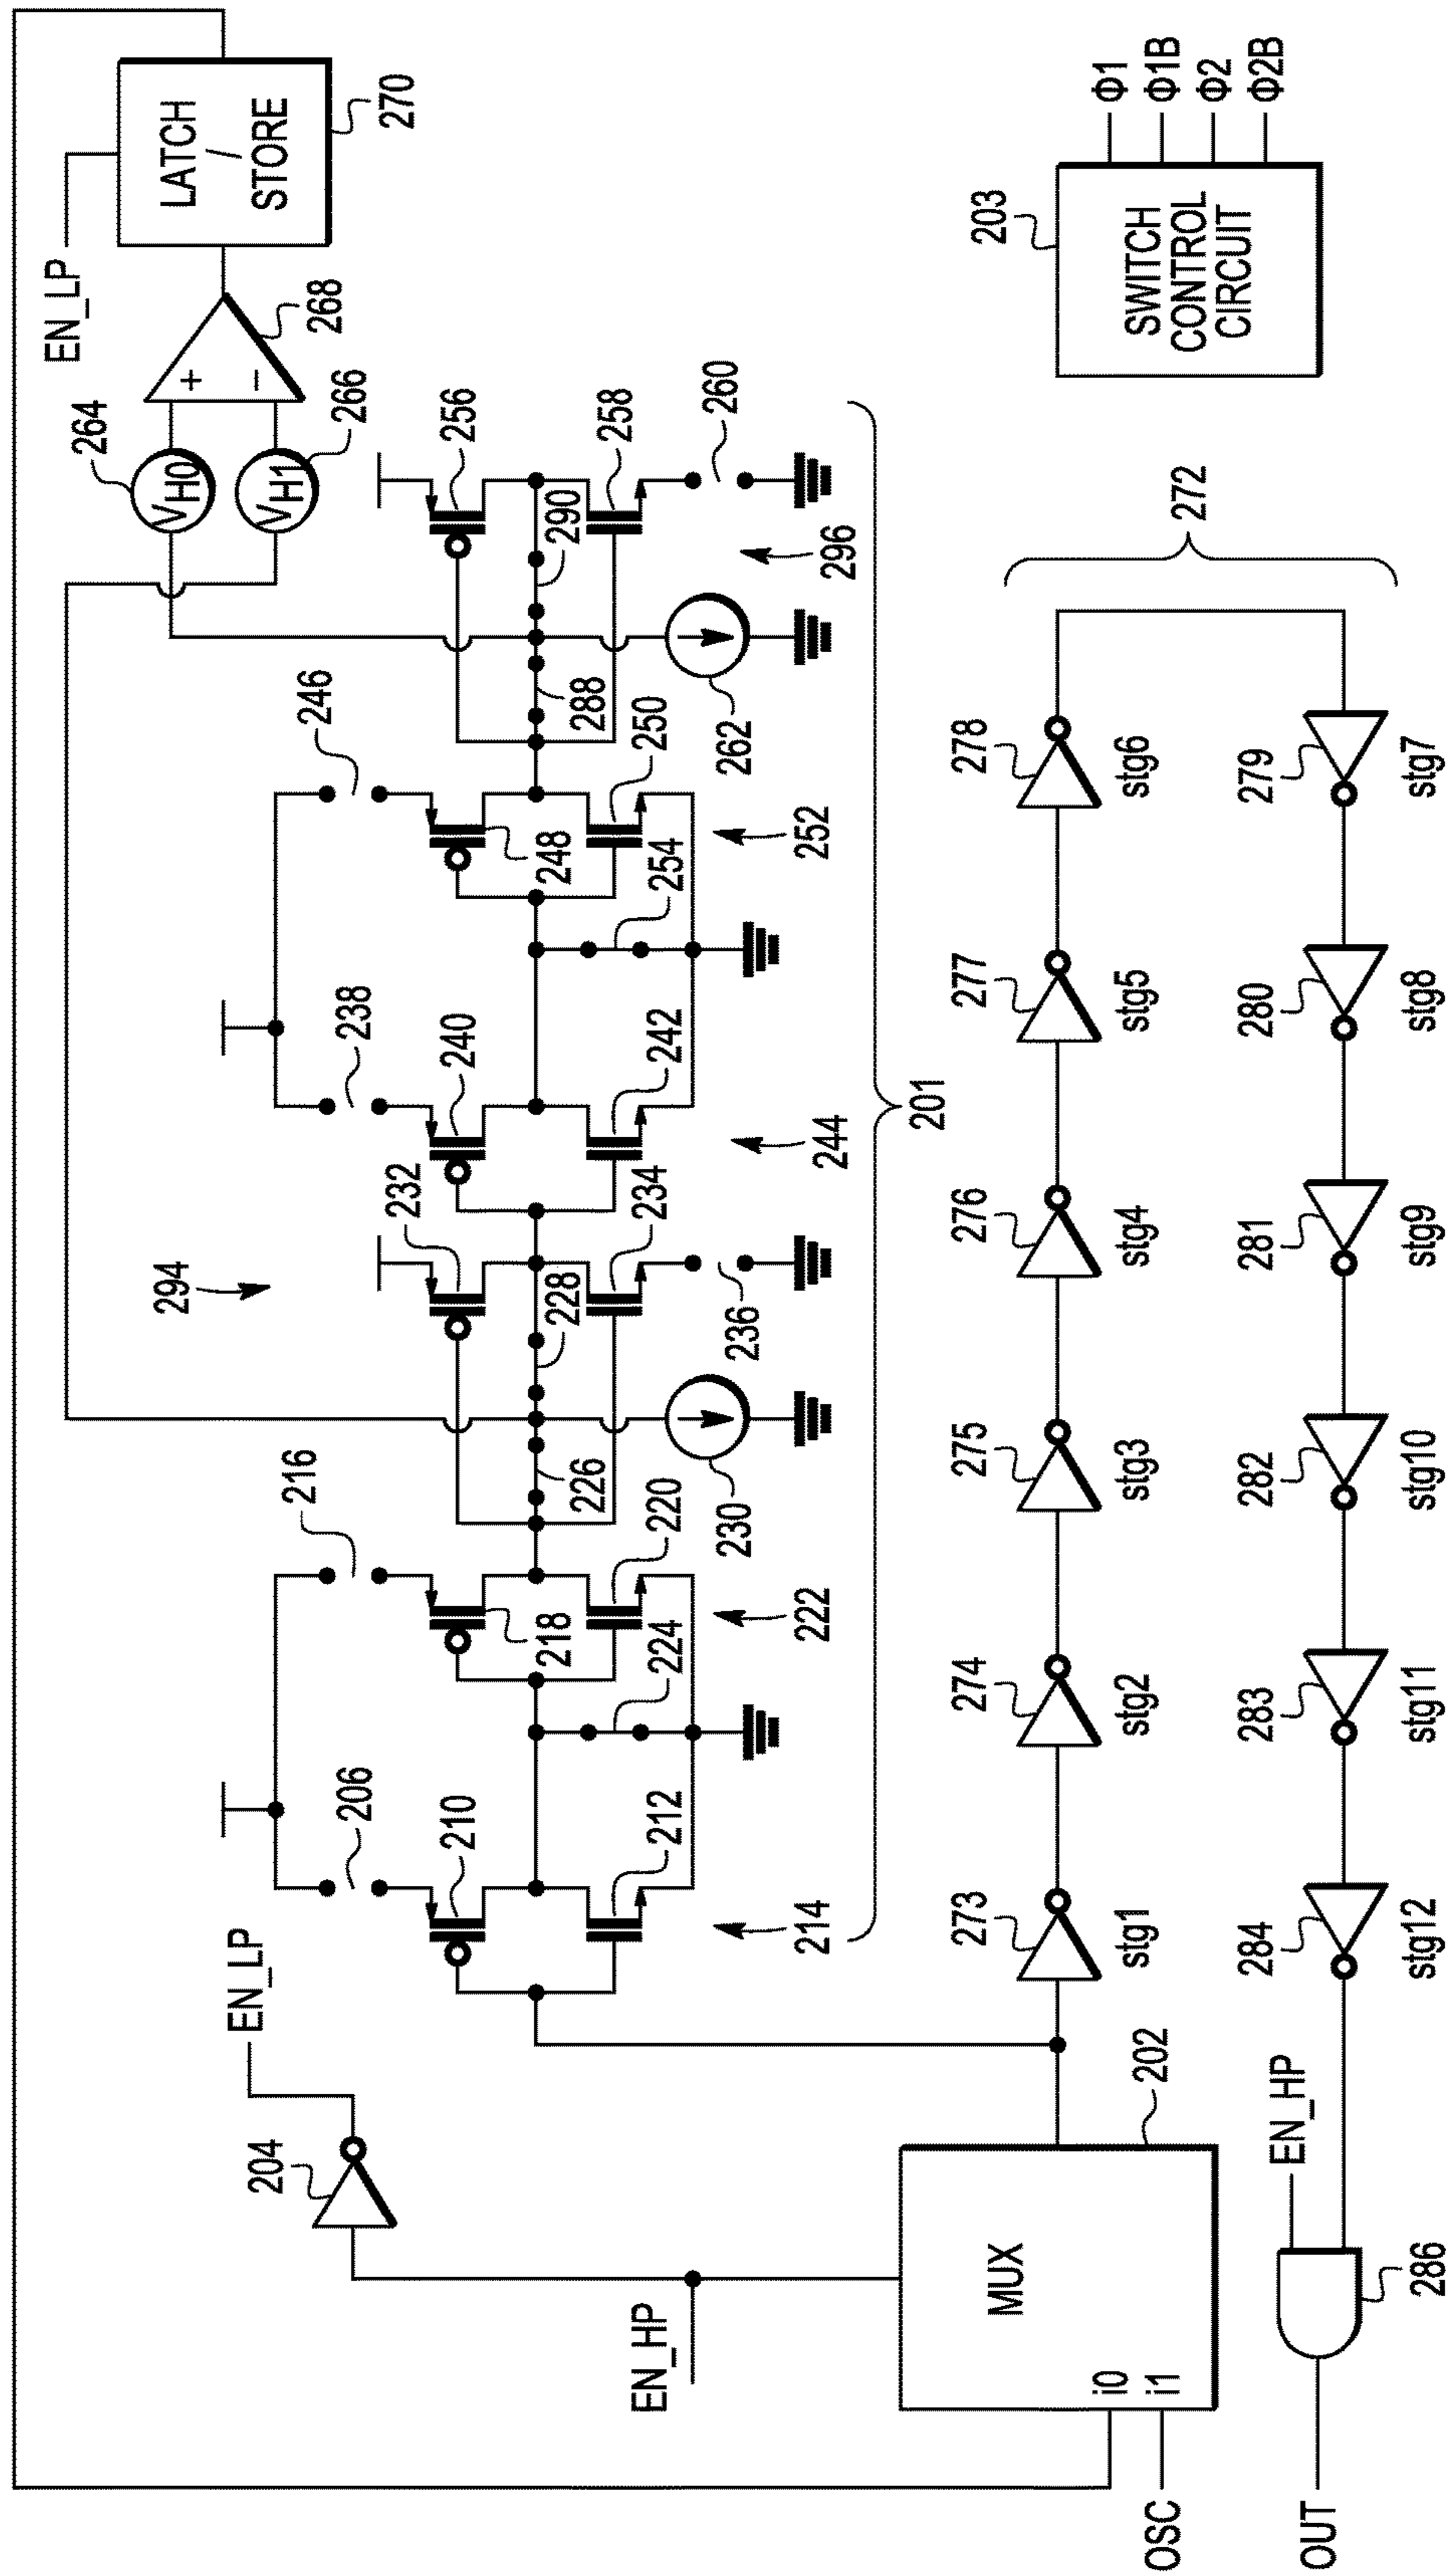 EN_LP
LATCH
/
STORE
270
264
VH0
VH1
266
+
−
268
294
EN_LP
204
206
210
212
214
216
218
220
222
224
226
228
230
232
234
236
238
240
242
244
246
248
250
252
254
256
258
260
262
288
290
296
201
EN_HP
MUX
i0
i1
202
OSC
273
stg1
274
stg2
275
stg3
276
stg4
277
stg5
278
stg6
272
279
stg7
280
stg8
281
stg9
282
stg10
283
stg11
284
stg12
EN_HP
286
OUT
203
SWITCH
CONTROL
CIRCUIT
Φ1
Φ1B
Φ2
Φ2B